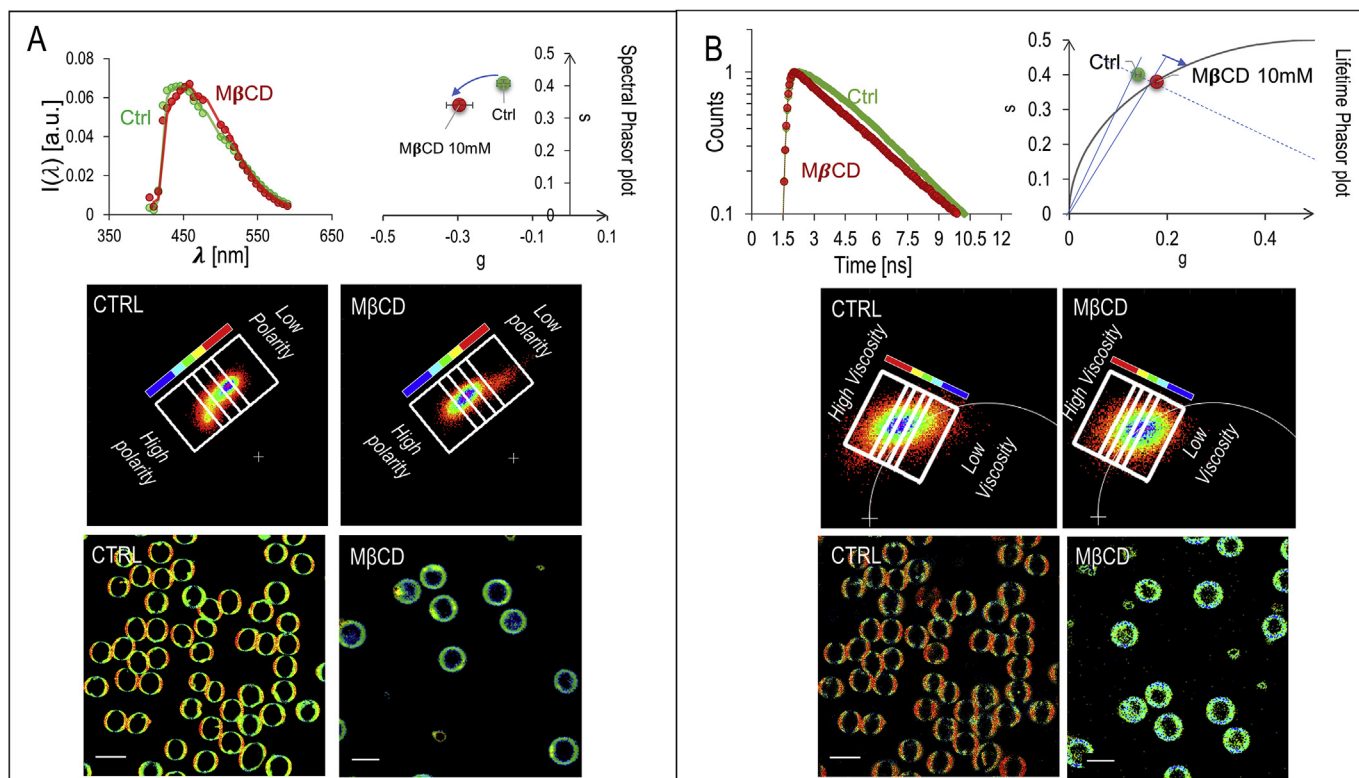 A
0.08
0.06
0.04
0.02
0
I(λ) [a.u.]
Ctrl
MβCD
350
450
550
650
λ [nm]
0.5
0.4
0.3
0.2
0.1
0
s
Spectral Phasor plot
Ctrl
MβCD 10mM
-0.5
-0.3
-0.1
0.1
g
CTRL
Low
Polarity
High
polarity
MβCD
Low
polarity
High
polarity
CTRL
MβCD
B
1
0.1
Counts
Ctrl
MβCD
0
1.5
3
4.5
6
7.5
9
10.5
12
Time [ns]
0.5
0.4
0.3
0.2
0.1
0
s
Ctrl
MβCD 10mM
Lifetime Phasor plot
0
0.2
0.4
g
CTRL
High Viscosity
Low
Viscosity
MβCD
High Viscosity
Low
Viscosity
CTRL
MβCD